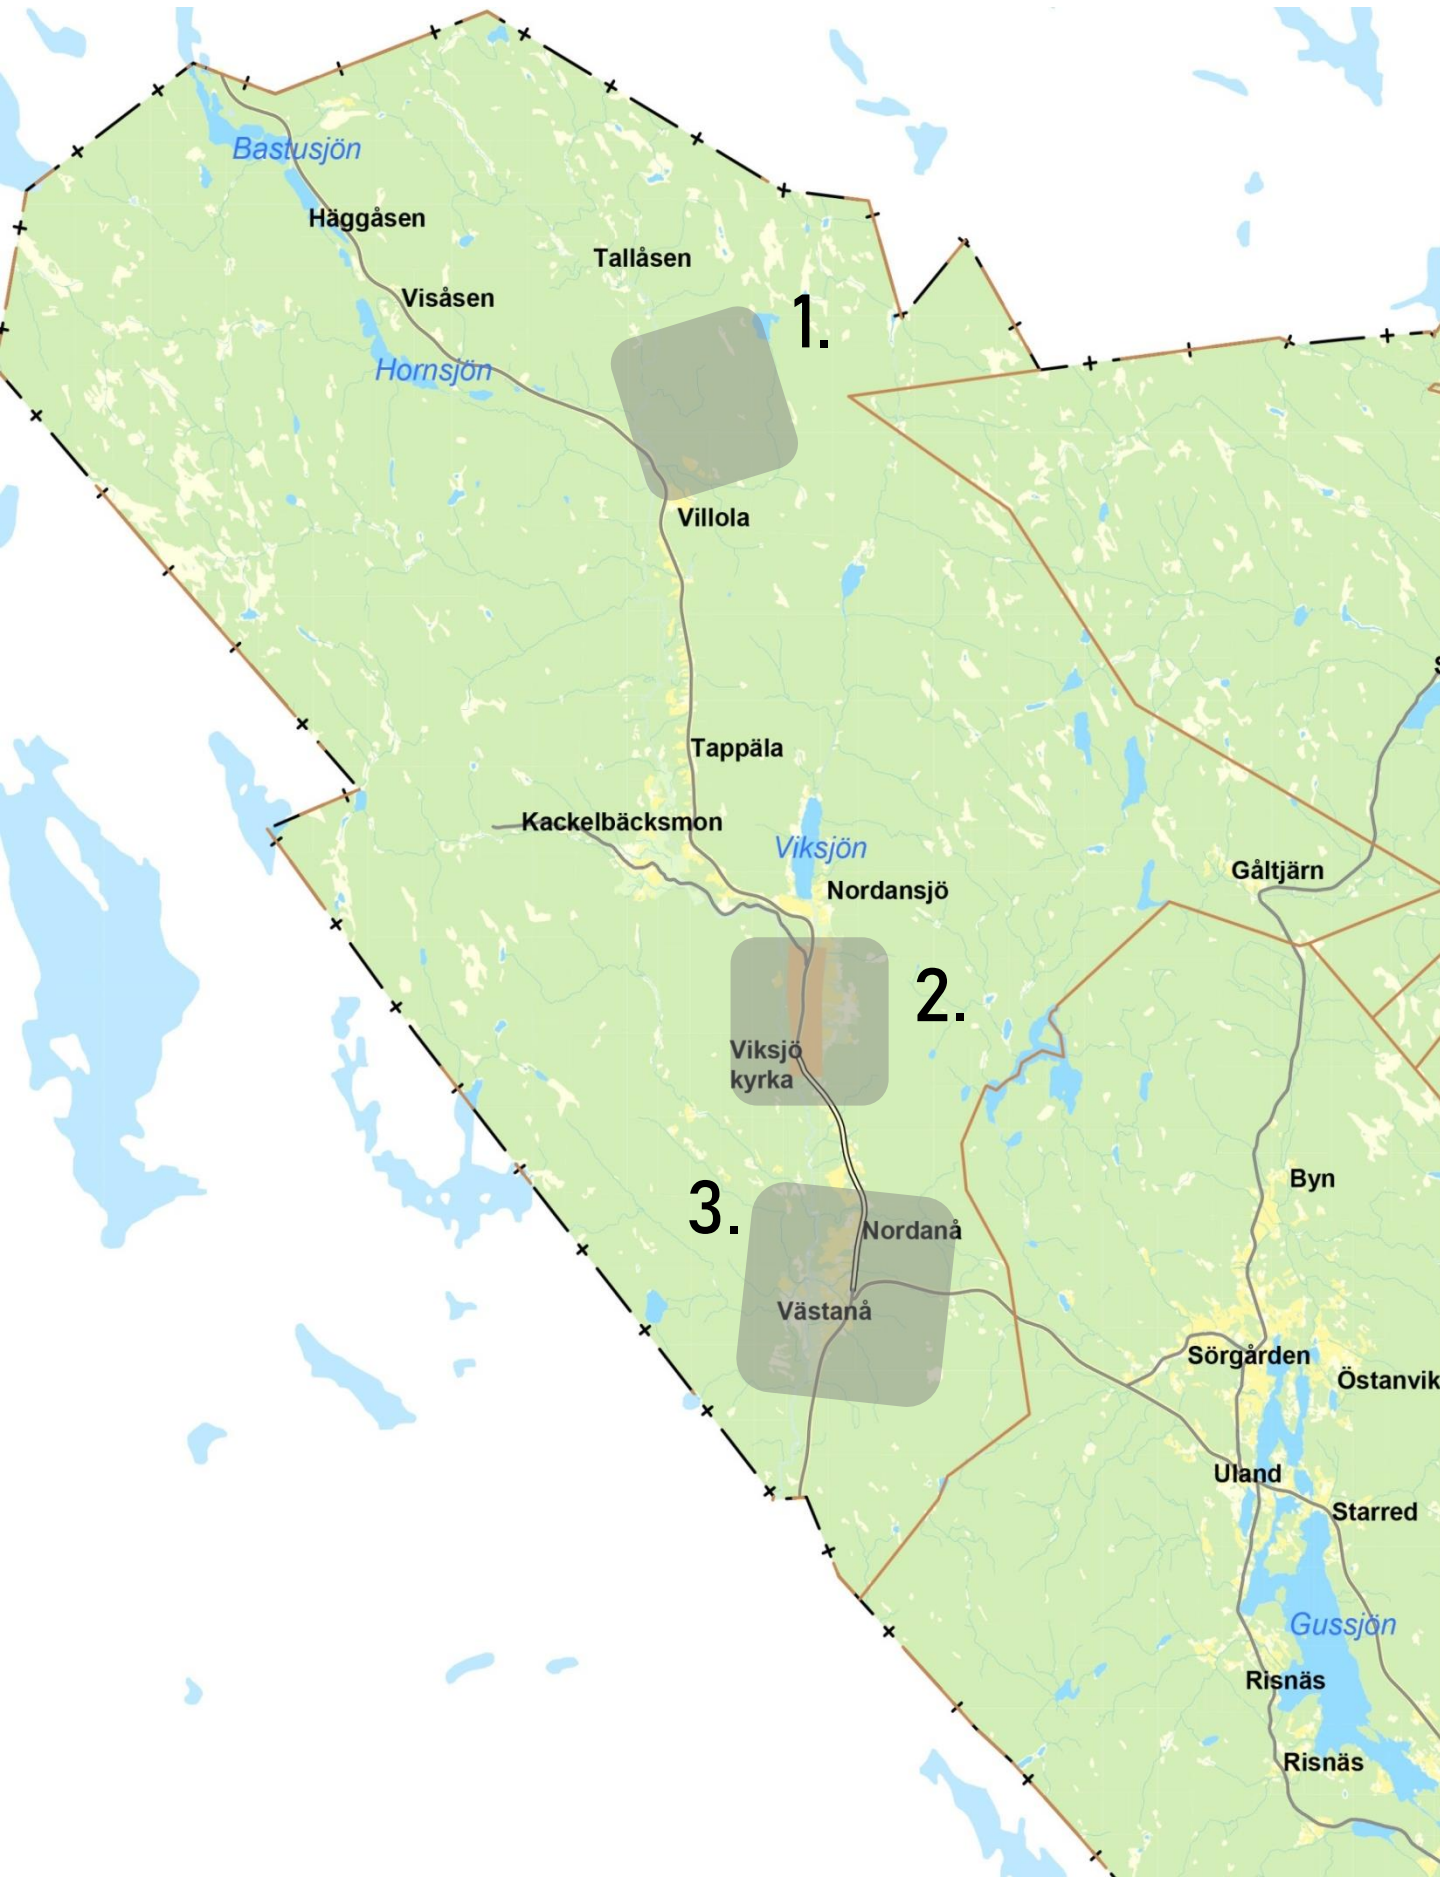 Bastusjön
Häggåsen
Tallåsen
Visåsen
1.
Hornsjön
Villola
Tappäla
Kackelbäcksmon
Viksjön
Gåltjärn
Nordansjö
2.
Viksjö
kyrka
Byn
3.
Nordanå
Västanå
Sörgården
Östanvik
Uland
Starred
Gussjön
Risnäs
Risnäs